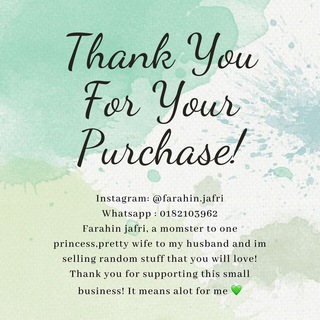 Thank You
For Your
Purchase!
Instagram: @farahin.jafri
Whatsapp : 0182103962
Farahin jafri, a momster to one
princess,pretty wife to my husband and im
selling random stuff that you will love!
Thank you for supporting this small
business! It means alot for me 💚